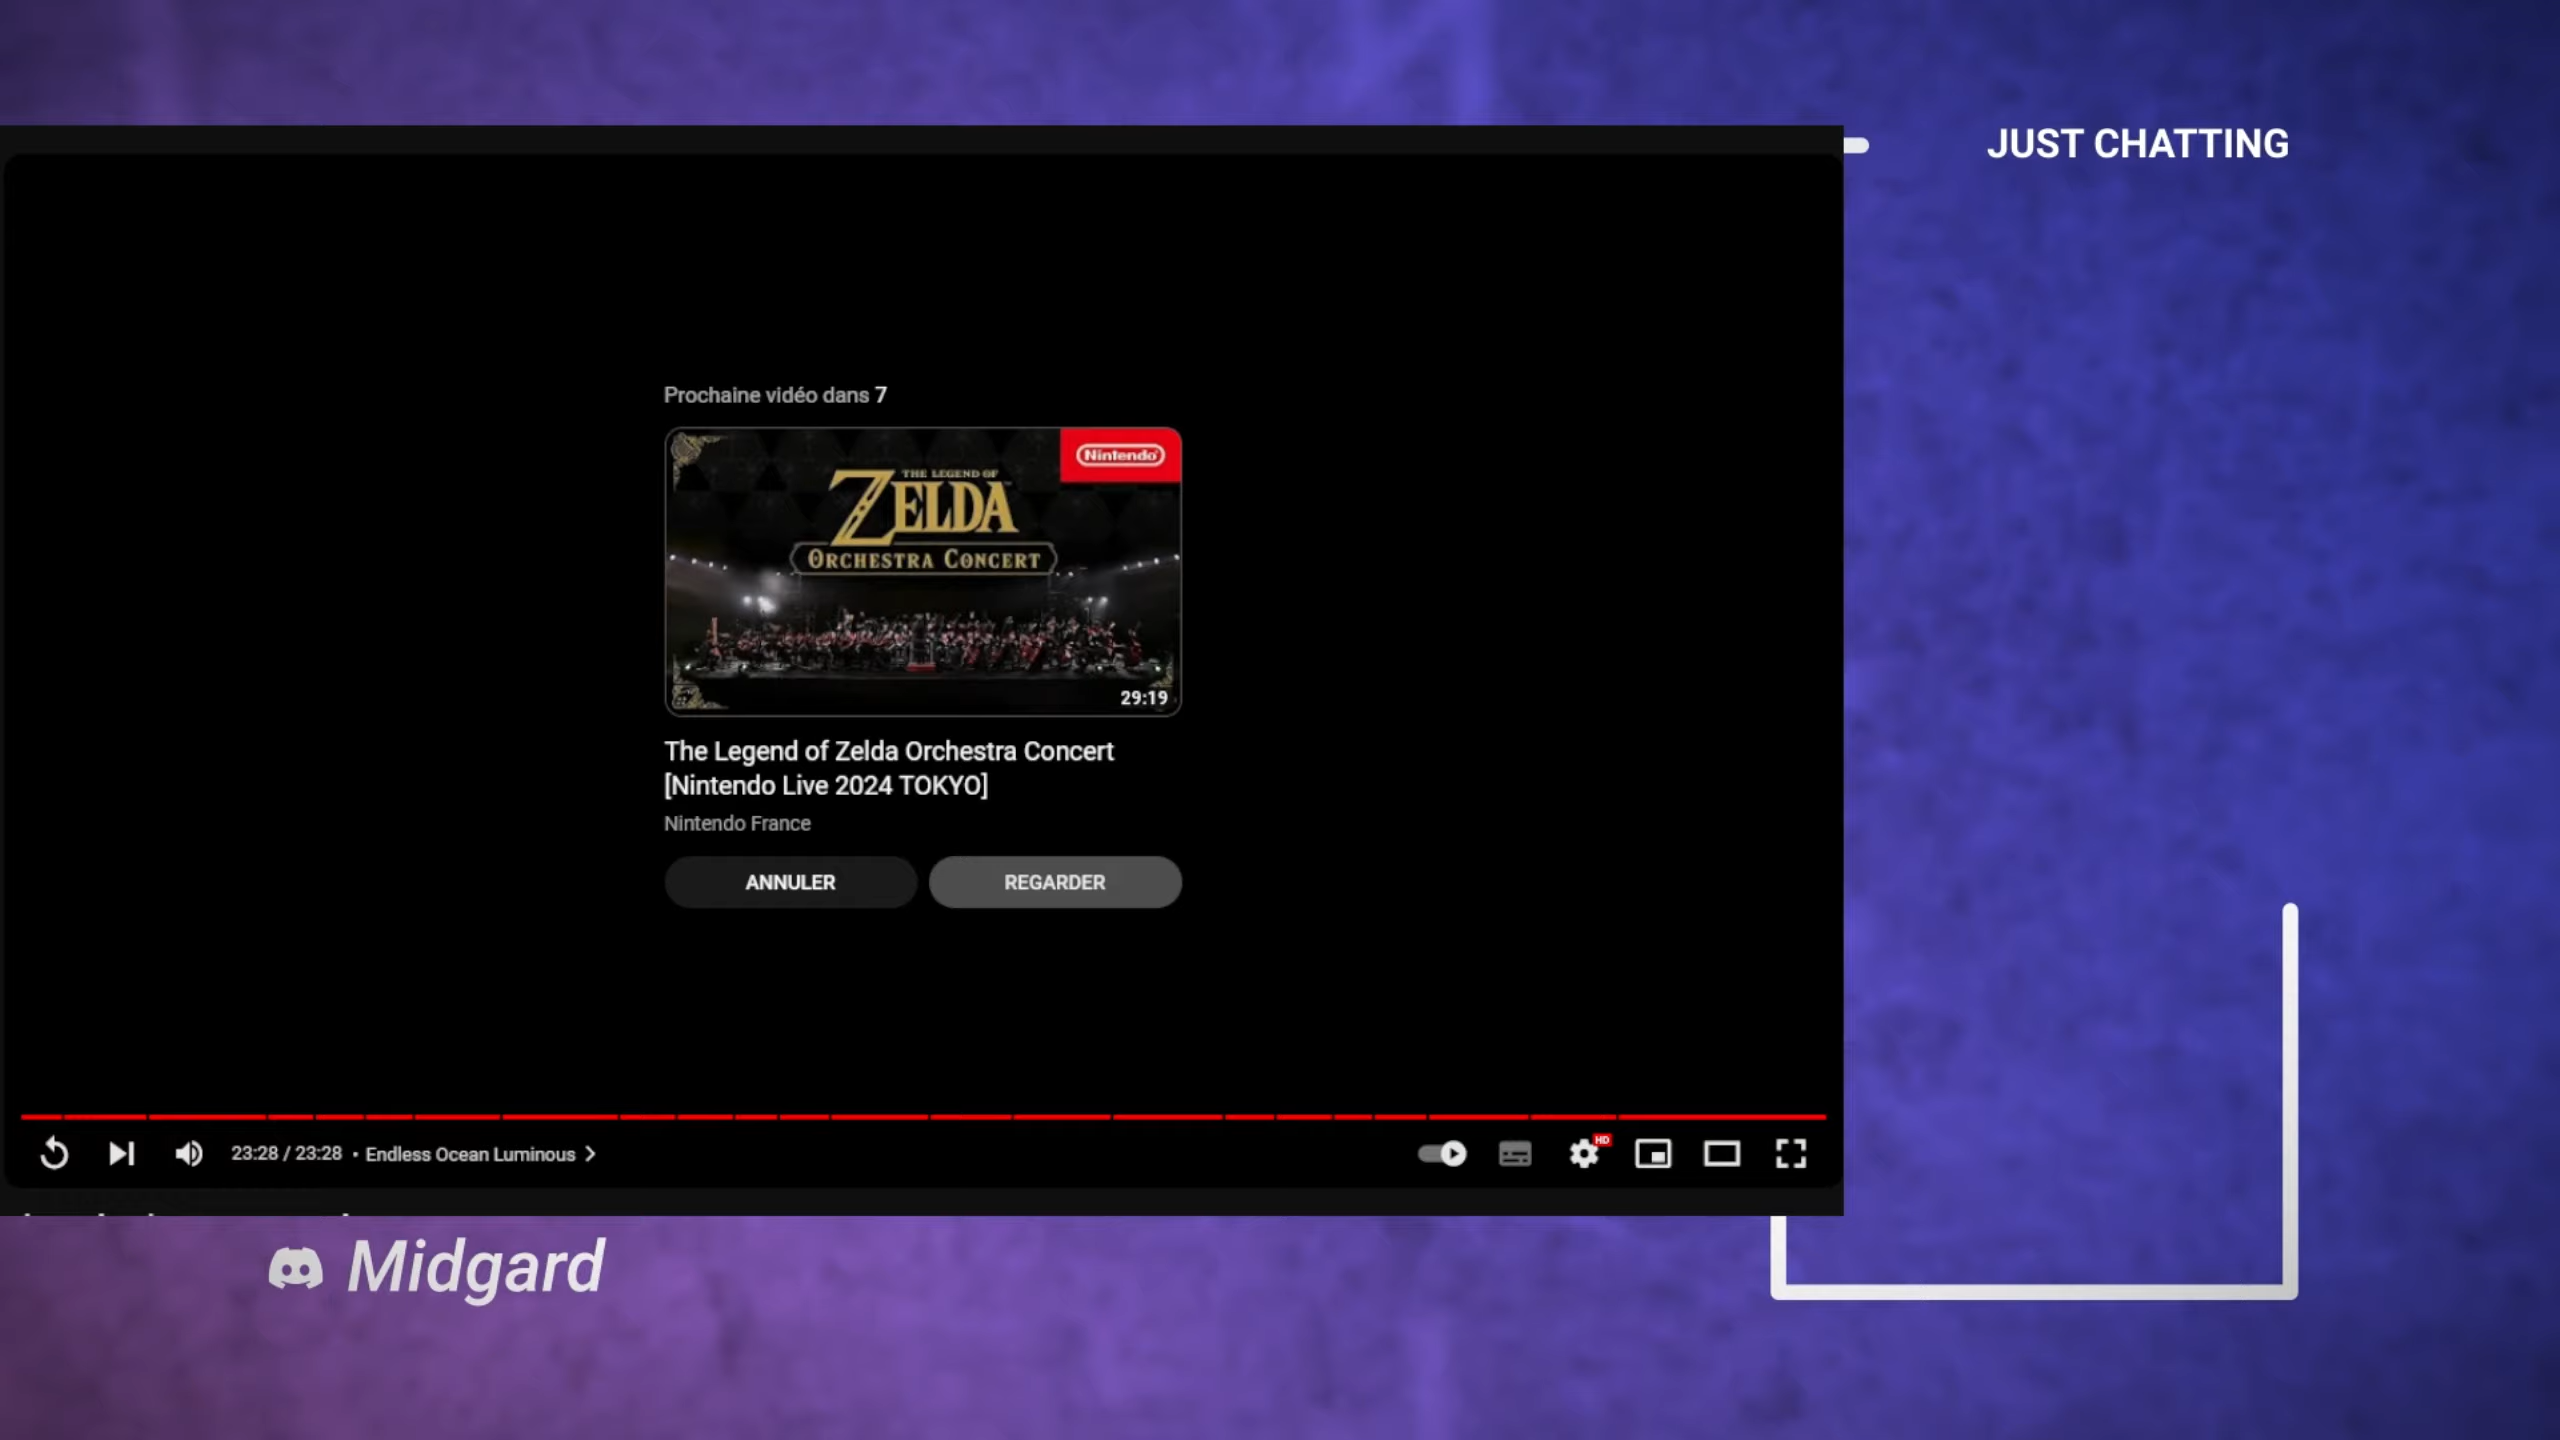 JUST CHATTING
Prochaine vidéo dans 7
Nintendo
THE LEGEND OF
ZELDA
ORCHESTRA CONCERT
29:19
The Legend of Zelda Orchestra Concert
[Nintendo Live 2024 TOKYO]
Nintendo France
ANNULER
REGARDER
23:28 / 23:28 • Endless Ocean Luminous
HD
Midgard